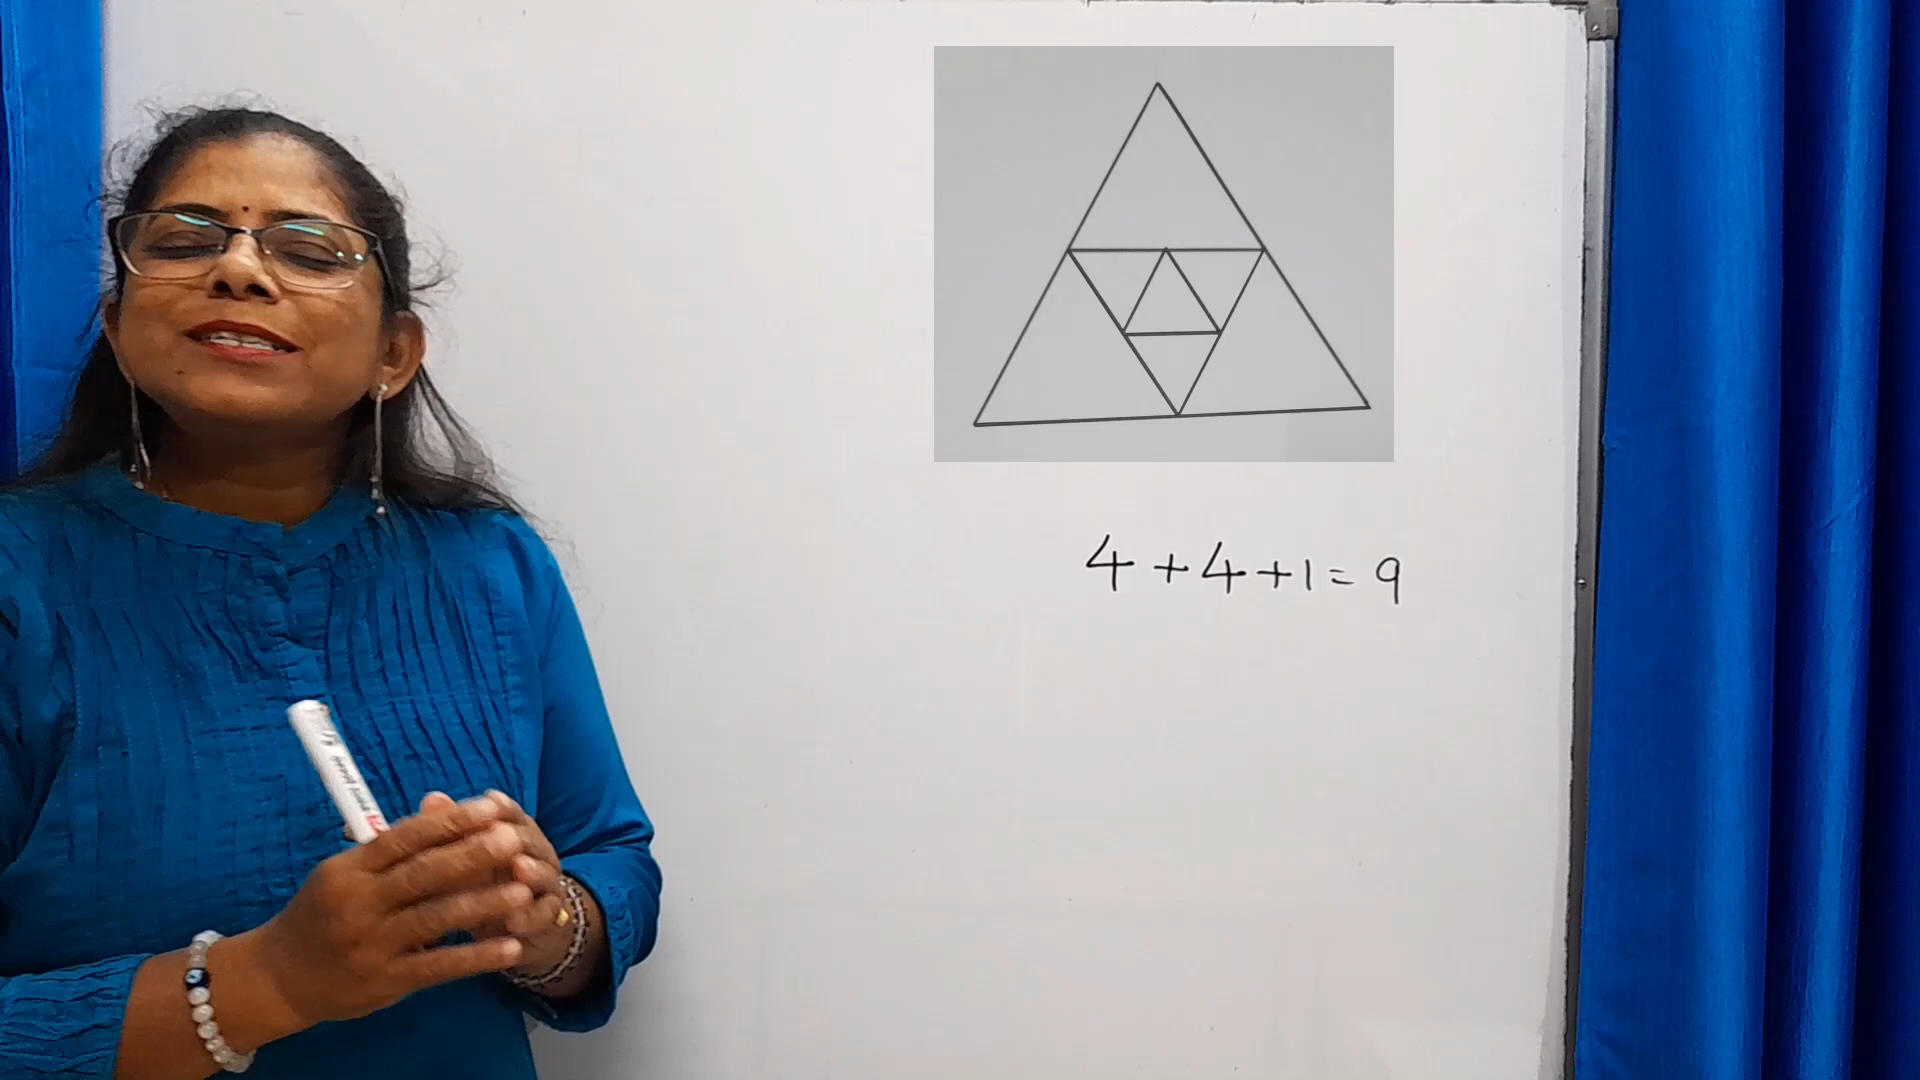 4 + 4 + 1 = 9